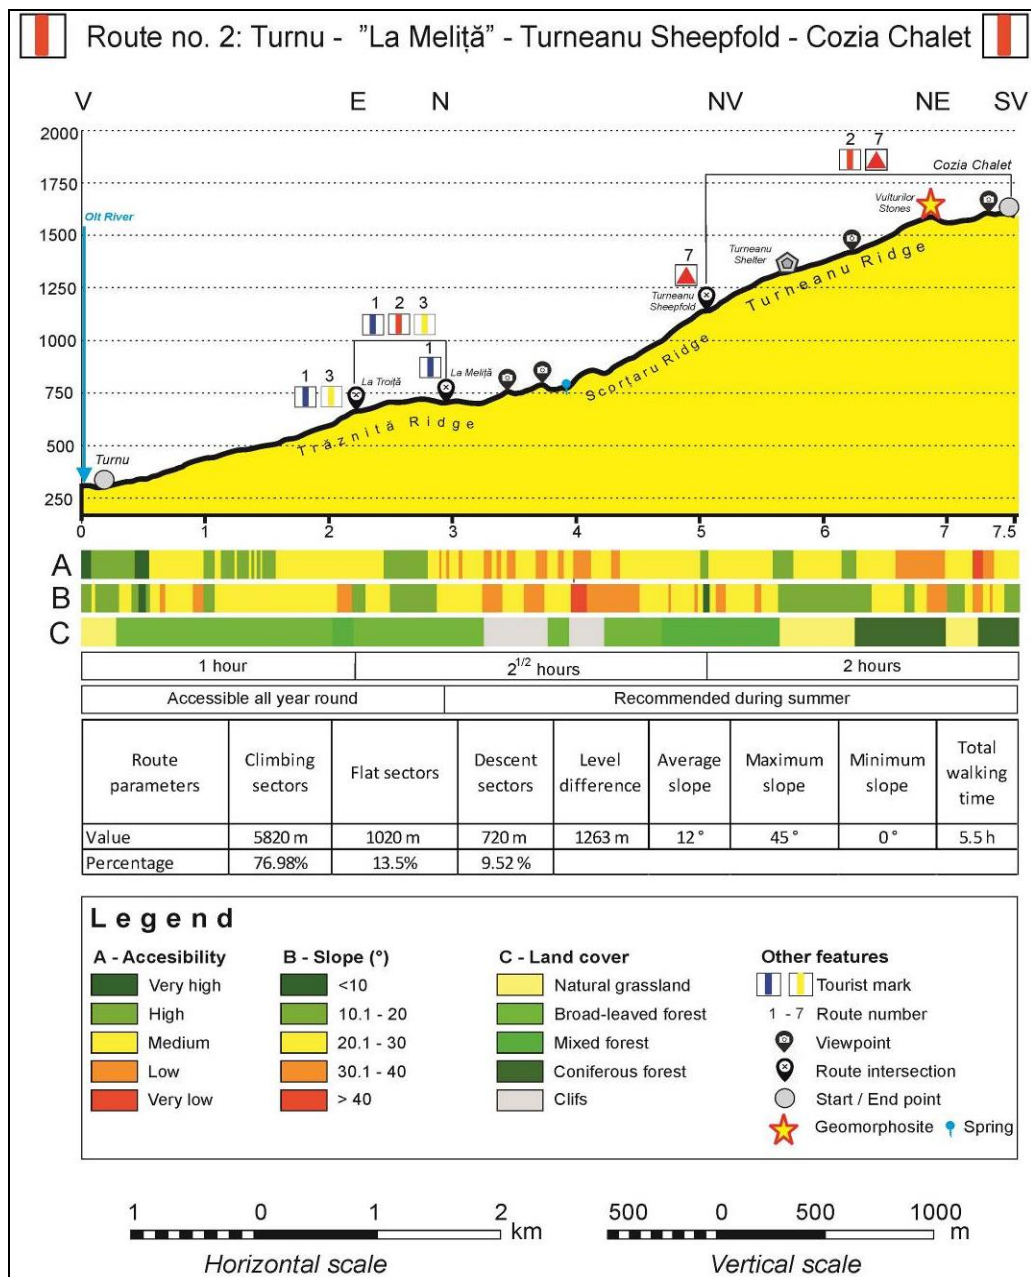 Route no. 2: Turnu - "La Meliță" - Turneanu Sheepfold - Cozia Chalet
V E N NV NE SV
2000
1750
1500
1250
1000
750
500
250
Olt River
2 7
Cozia Chalet
Vulturilor
Stones
Turneanu
Shelter
7
Turneanu
Sheepfold
Turneanu Ridge
1 2 3
1
La Meliță
1 3
La Troiță
Scorțaru Ridge
Trăznită Ridge
Turnu
0 1 2 3 4 5 6 7 7.5
A
B
C
1 hour 2 1/2 hours 2 hours
Accessible all year round Recommended during summer
Route parameters Climbing sectors Flat sectors Descent sectors Level difference Average slope Maximum slope Minimum slope Total walking time
Value 5820 m 1020 m 720 m 1263 m 12 ° 45 ° 0 ° 5.5 h
Percentage 76.98% 13.5% 9.52 %
Legend
A - Accesibility
Very high
High
Medium
Low
Very low
B - Slope (°)
<10
10.1 - 20
20.1 - 30
30.1 - 40
> 40
C - Land cover
Natural grassland
Broad-leaved forest
Mixed forest
Coniferous forest
Clifs
Other features
Tourist mark
1 - 7 Route number
Viewpoint
Route intersection
Start / End point
Geomorphosite Spring
1 0 1 2 km
Horizontal scale
500 0 500 1000 m
Vertical scale